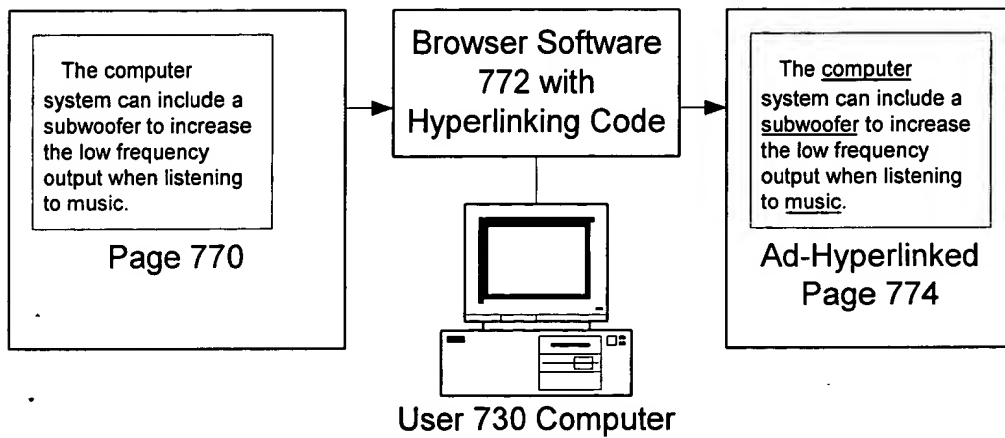 The computer
system can include a
subwoofer to increase
the low frequency
output when listening
to music.
Page 770
Browser Software
772 with
Hyperlinking Code
User 730 Computer
The computer
system can include a
subwoofer to increase
the low frequency
output when listening
to music.
Ad-Hyperlinked
Page 774